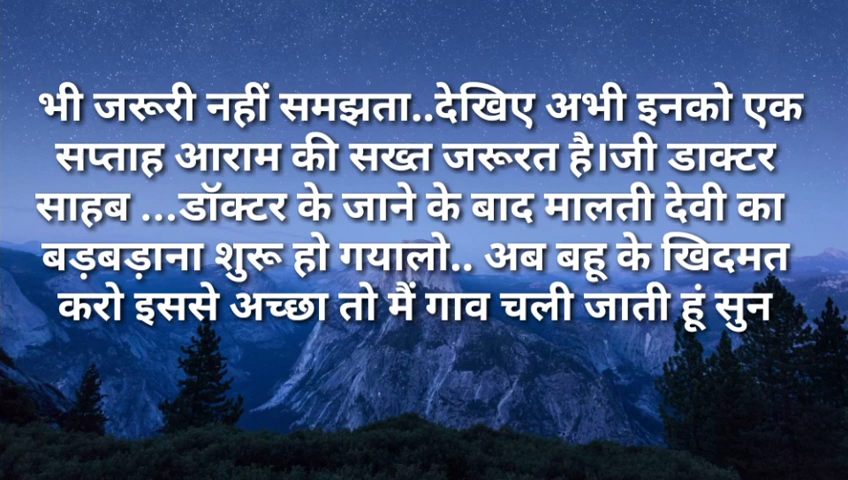 भी जरूरी नहीं समझता..देखिए अभी इनको एक
सप्ताह आराम की सख्त जरूरत है।जी डाक्टर
साहब ...डॉक्टर के जाने के बाद मालती देवी का
बड़बड़ाना शुरू हो गयालो.. अब बहू के खिदमत
करो इससे अच्छा तो मैं गाव चली जाती हूं सुन